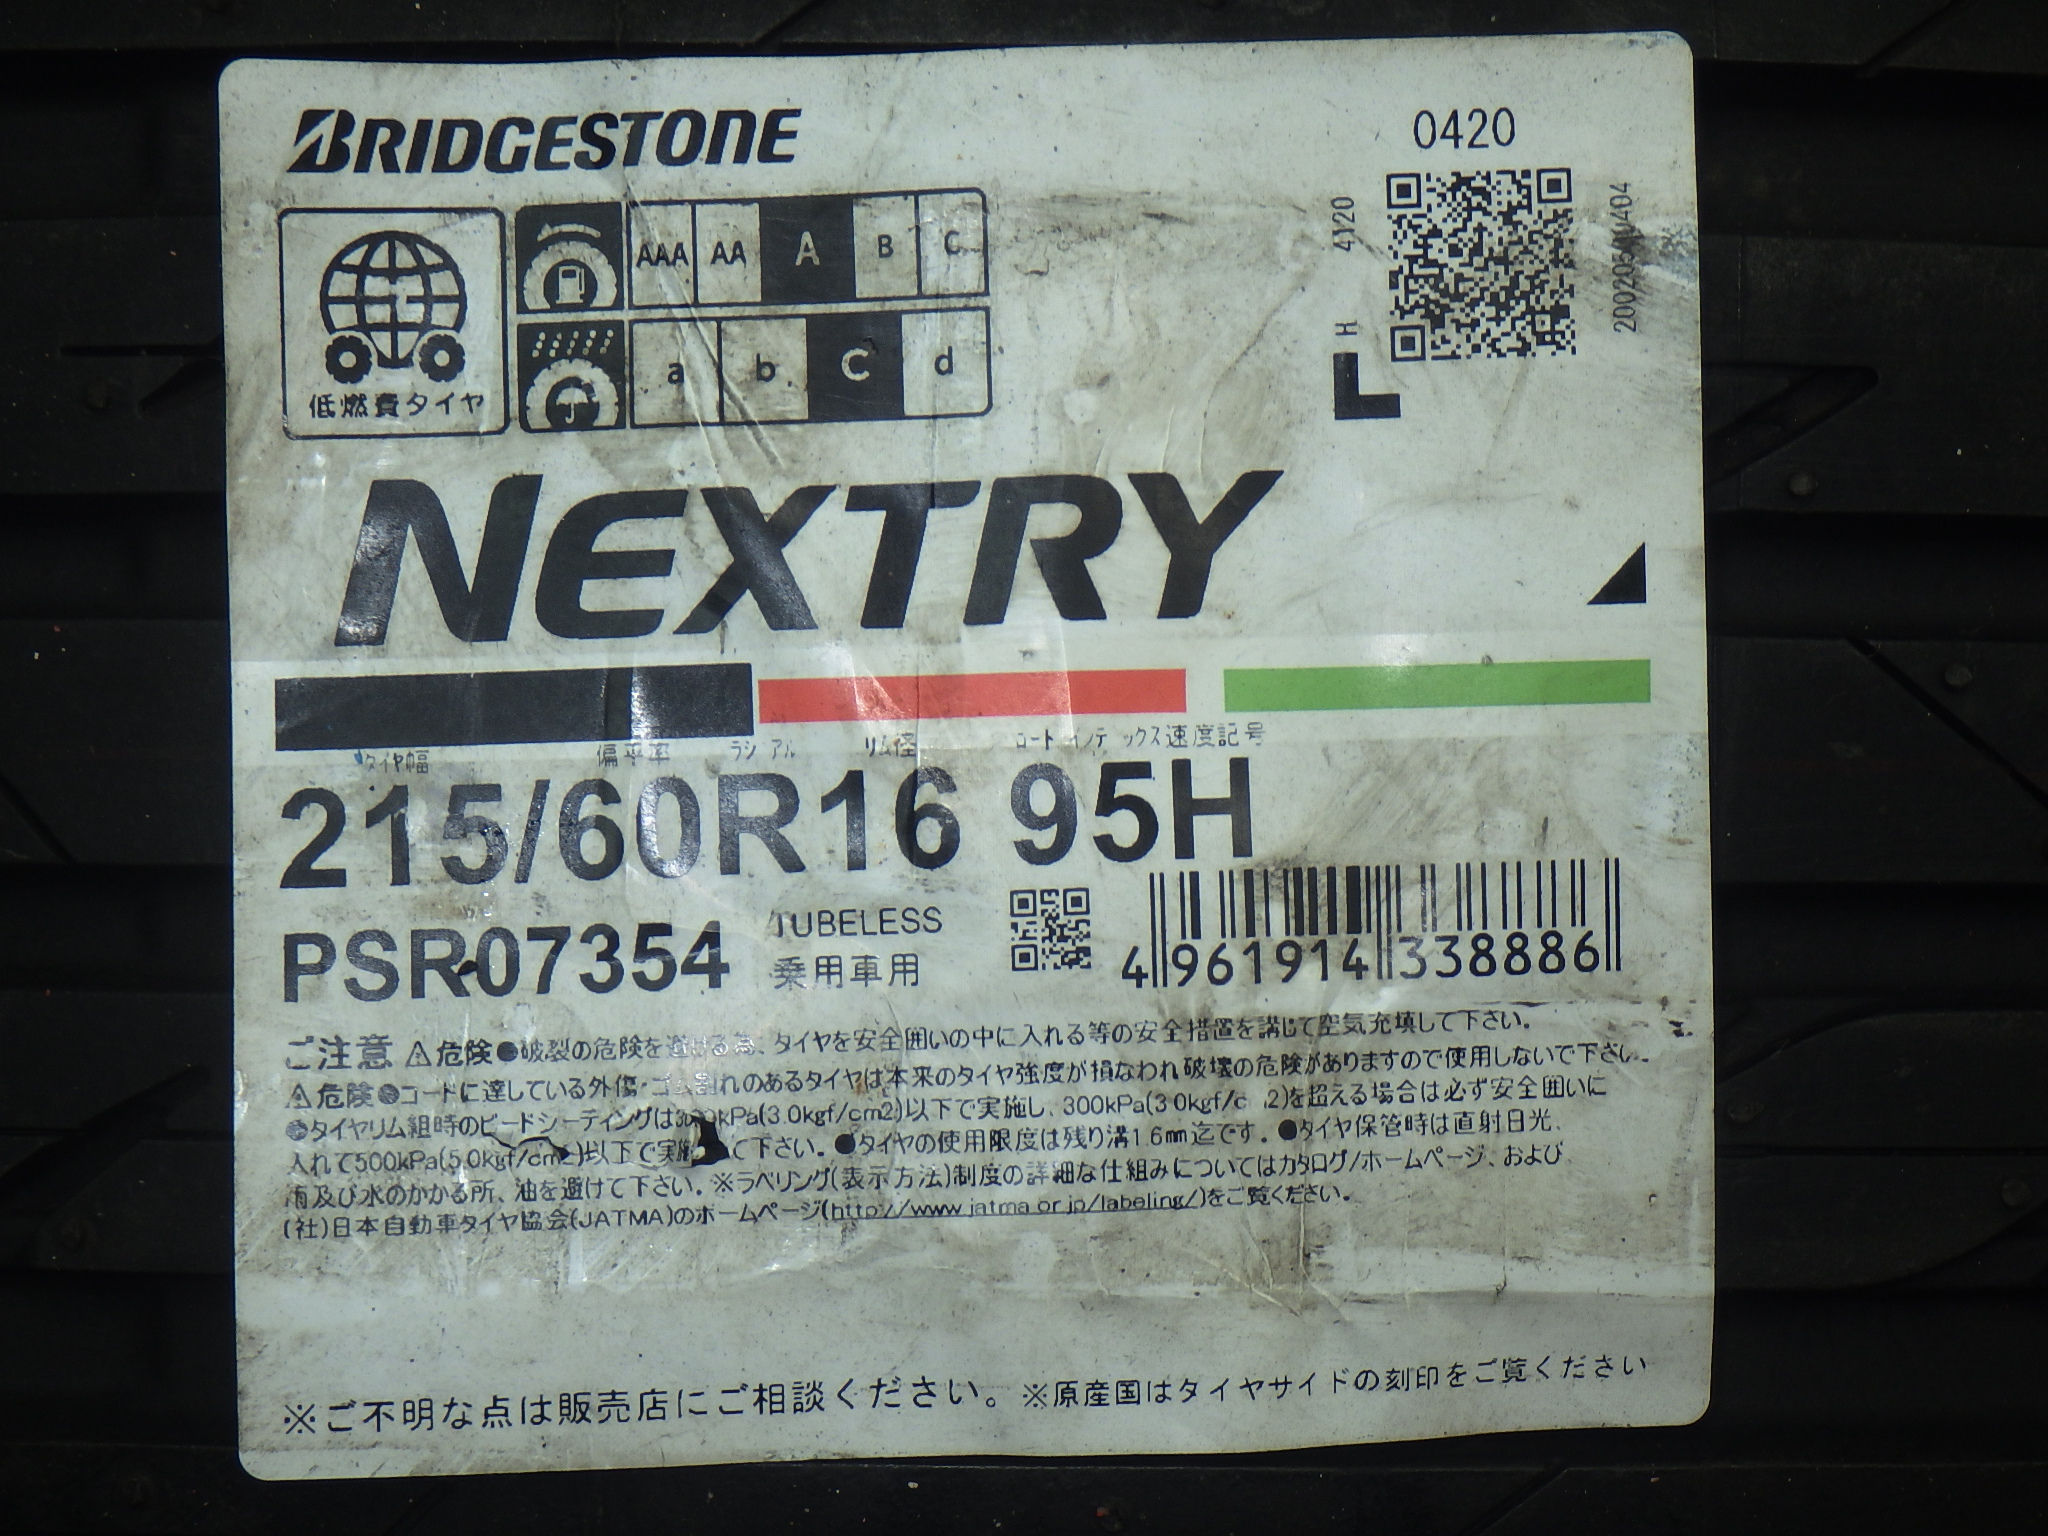 BRIDGESTONE
0420
H 4120
L
低燃費タイヤ
AAA AA A B C
a b c d
NEXTRY
タイヤ幅 偏平率 ラジアル リム径 ロードインデックス速度記号
215/60R16 95H
PSR07354
TUBELESS
乗用車用
4 961914 338886
ご注意 ⚠危険●破裂の危険を避ける為、タイヤを安全囲いの中に入れる等の安全措置を講じて空気充填して下さい。
⚠危険●コードに達している外傷・ゴム割れのあるタイヤは本来のタイヤ強度が損なわれ破壊の危険がありますので使用しないで下さい。
●タイヤリム組時のビードシーティングは300kPa(3.0kgf/cm2)以下で実施し、300kPa(3.0kgf/cm2)を超える場合は必ず安全囲いに
入れて500kPa(5.0kgf/cm2)以下で実施して下さい。●タイヤの使用限度は残り溝1.6mm迄です。●タイヤ保管時は直射日光、
雨及び水のかかる所、油を避けて下さい。※ラベリング(表示方法)制度の詳細な仕組みについてはカタログ/ホームページ、および
(社)日本自動車タイヤ協会(JATMA)のホームページ(http://www.jatma.or.jp/labeling/)をご覧ください。
※ご不明な点は販売店にご相談ください。※原産国はタイヤサイドの刻印をご覧ください